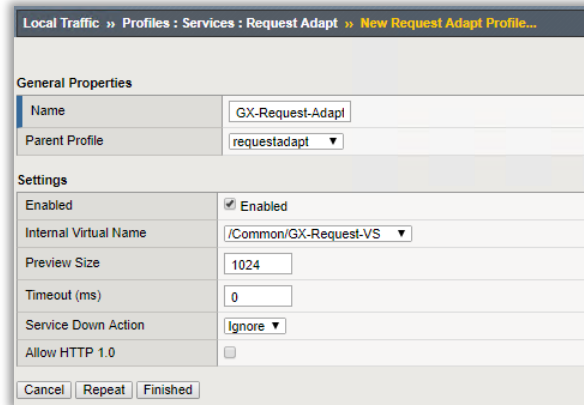 Local Traffic » Profiles : Services : Request Adapt » New Request Adapt Profile...
General Properties
Name GX-Request-Adapt
Parent Profile requestadapt
Settings
Enabled Enabled
Internal Virtual Name /Common/GX-Request-VS
Preview Size 1024
Timeout (ms) 0
Service Down Action Ignore
Allow HTTP 1.0
Cancel Repeat Finished